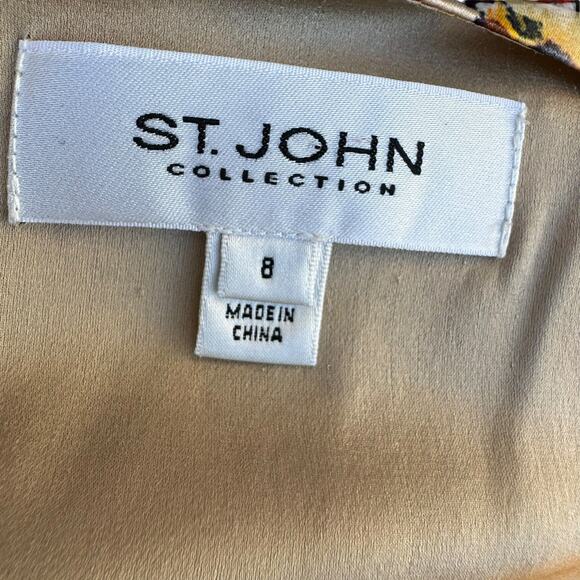 ST. JOHN
COLLECTION
8
MADE IN
CHINA